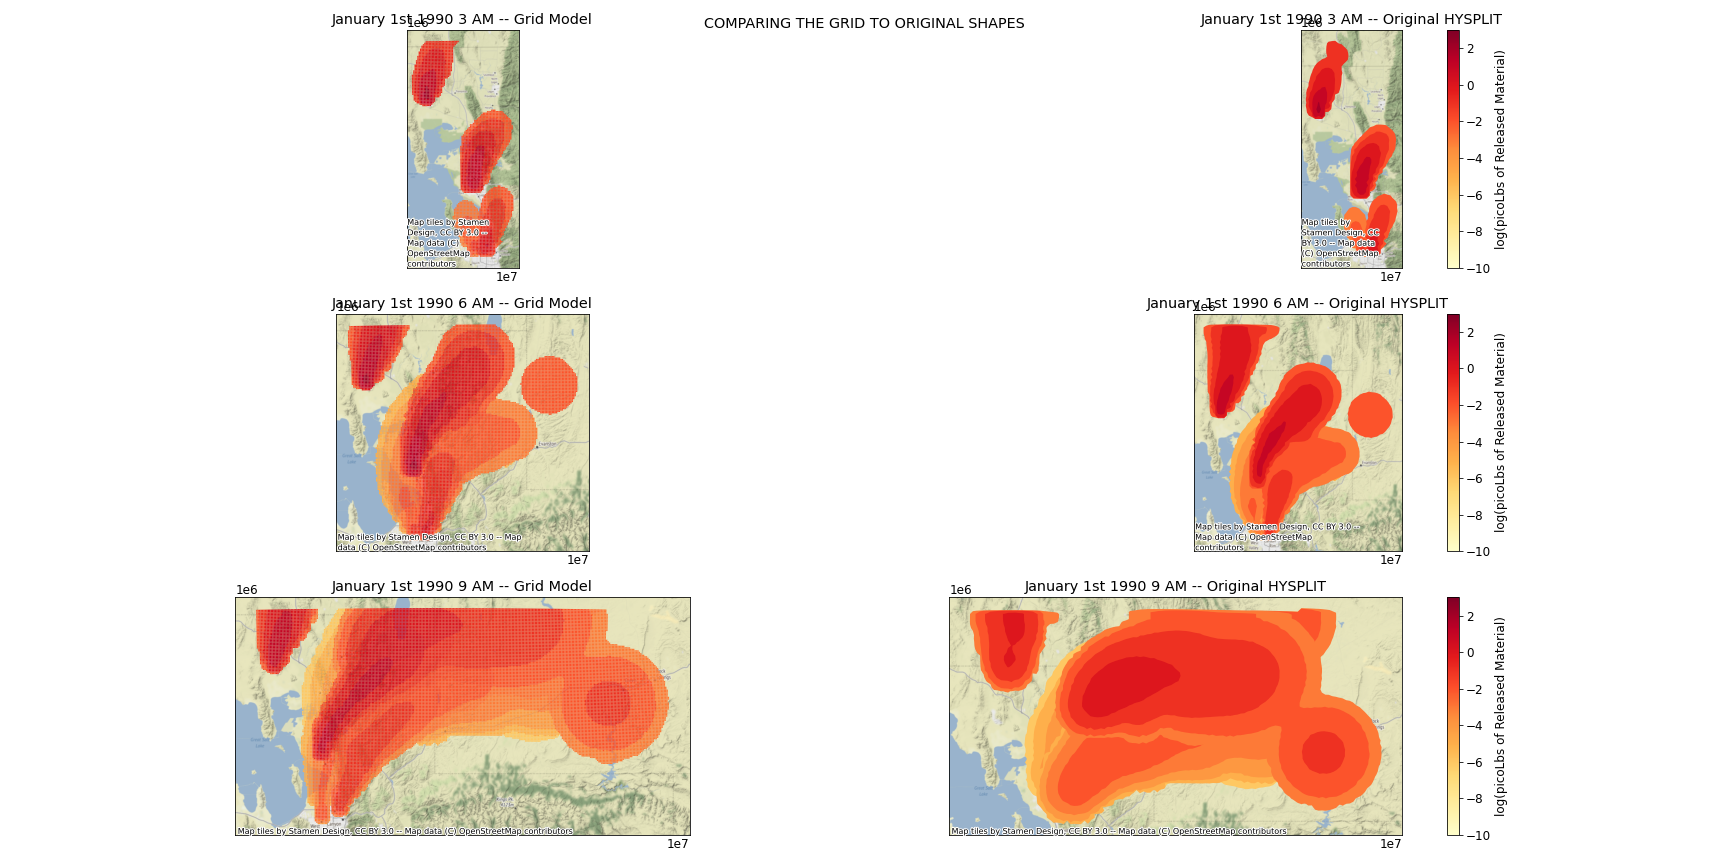 COMPARING THE GRID TO ORIGINAL SHAPES
January 1st 1990 3 AM -- Grid Model
1e6
Map tiles by Stamen
Design, CC BY 3.0 --
Map data (C)
OpenStreetMap
contributors
1e7
January 1st 1990 3 AM -- Original HYSPLIT
1e6
Map tiles by
Stamen Design, CC
BY 3.0 -- Map data
(C) OpenStreetMap
contributors
1e7
2
0
−2
−4
−6
−8
−10
log(picoLbs of Released Material)
January 1st 1990 6 AM -- Grid Model
1e6
Map tiles by Stamen Design, CC BY 3.0 -- Map
data (C) OpenStreetMap contributors
1e7
January 1st 1990 6 AM -- Original HYSPLIT
1e6
Map tiles by Stamen Design, CC BY 3.0 --
Map data (C) OpenStreetMap
contributors
1e7
2
0
−2
−4
−6
−8
−10
log(picoLbs of Released Material)
January 1st 1990 9 AM -- Grid Model
1e6
Map tiles by Stamen Design, CC BY 3.0 -- Map data (C) OpenStreetMap contributors
1e7
January 1st 1990 9 AM -- Original HYSPLIT
1e6
Map tiles by Stamen Design, CC BY 3.0 -- Map data (C) OpenStreetMap contributors
1e7
2
0
−2
−4
−6
−8
−10
log(picoLbs of Released Material)